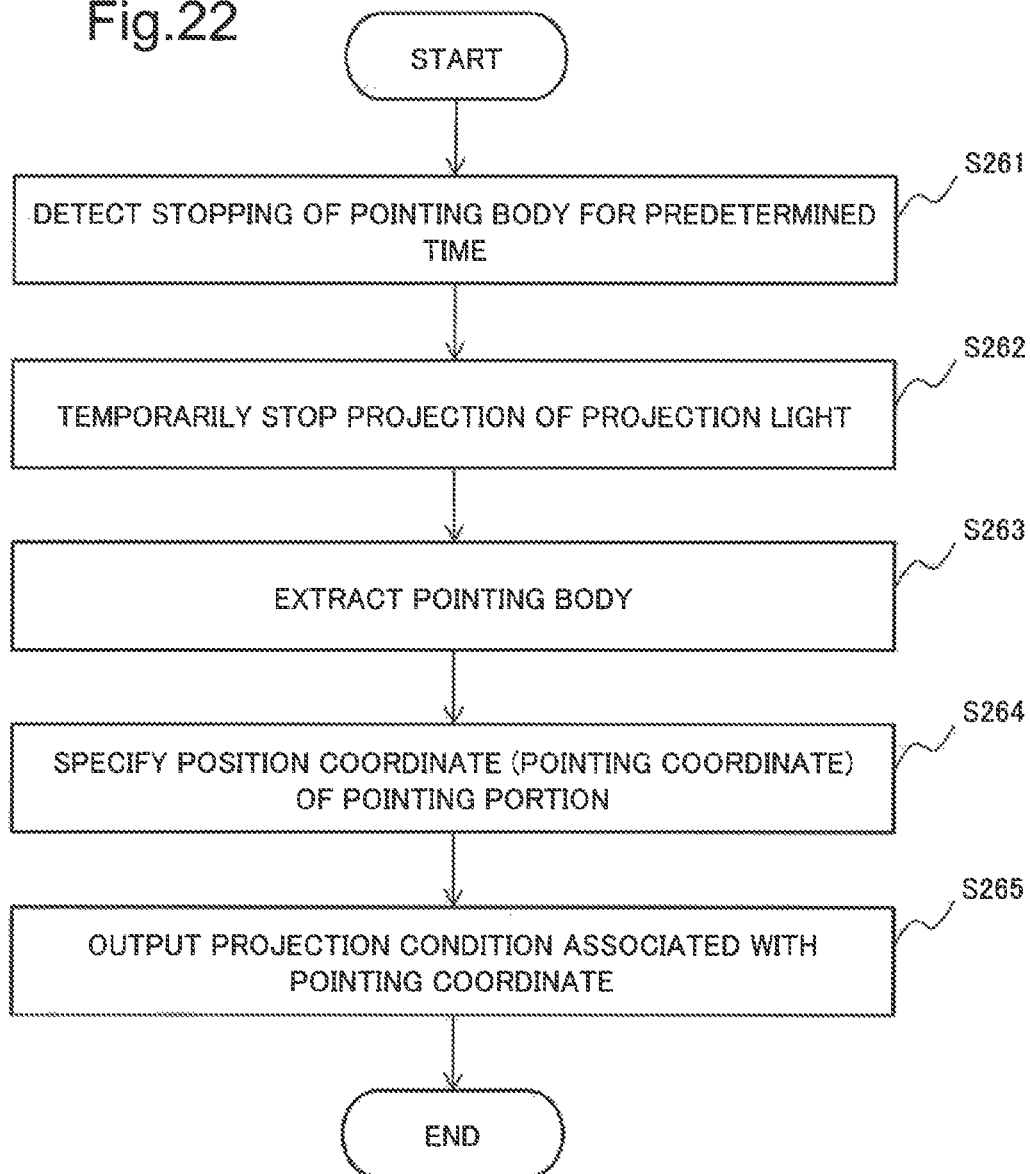 Fig.22
START
S261
DETECT STOPPING OF POINTING BODY FOR PREDETERMINED
TIME
S262
TEMPORARILY STOP PROJECTION OF PROJECTION LIGHT
S263
EXTRACT POINTING BODY
S264
SPECIFY POSITION COORDINATE (POINTING COORDINATE)
OF POINTING PORTION
S265
OUTPUT PROJECTION CONDITION ASSOCIATED WITH
POINTING COORDINATE
END